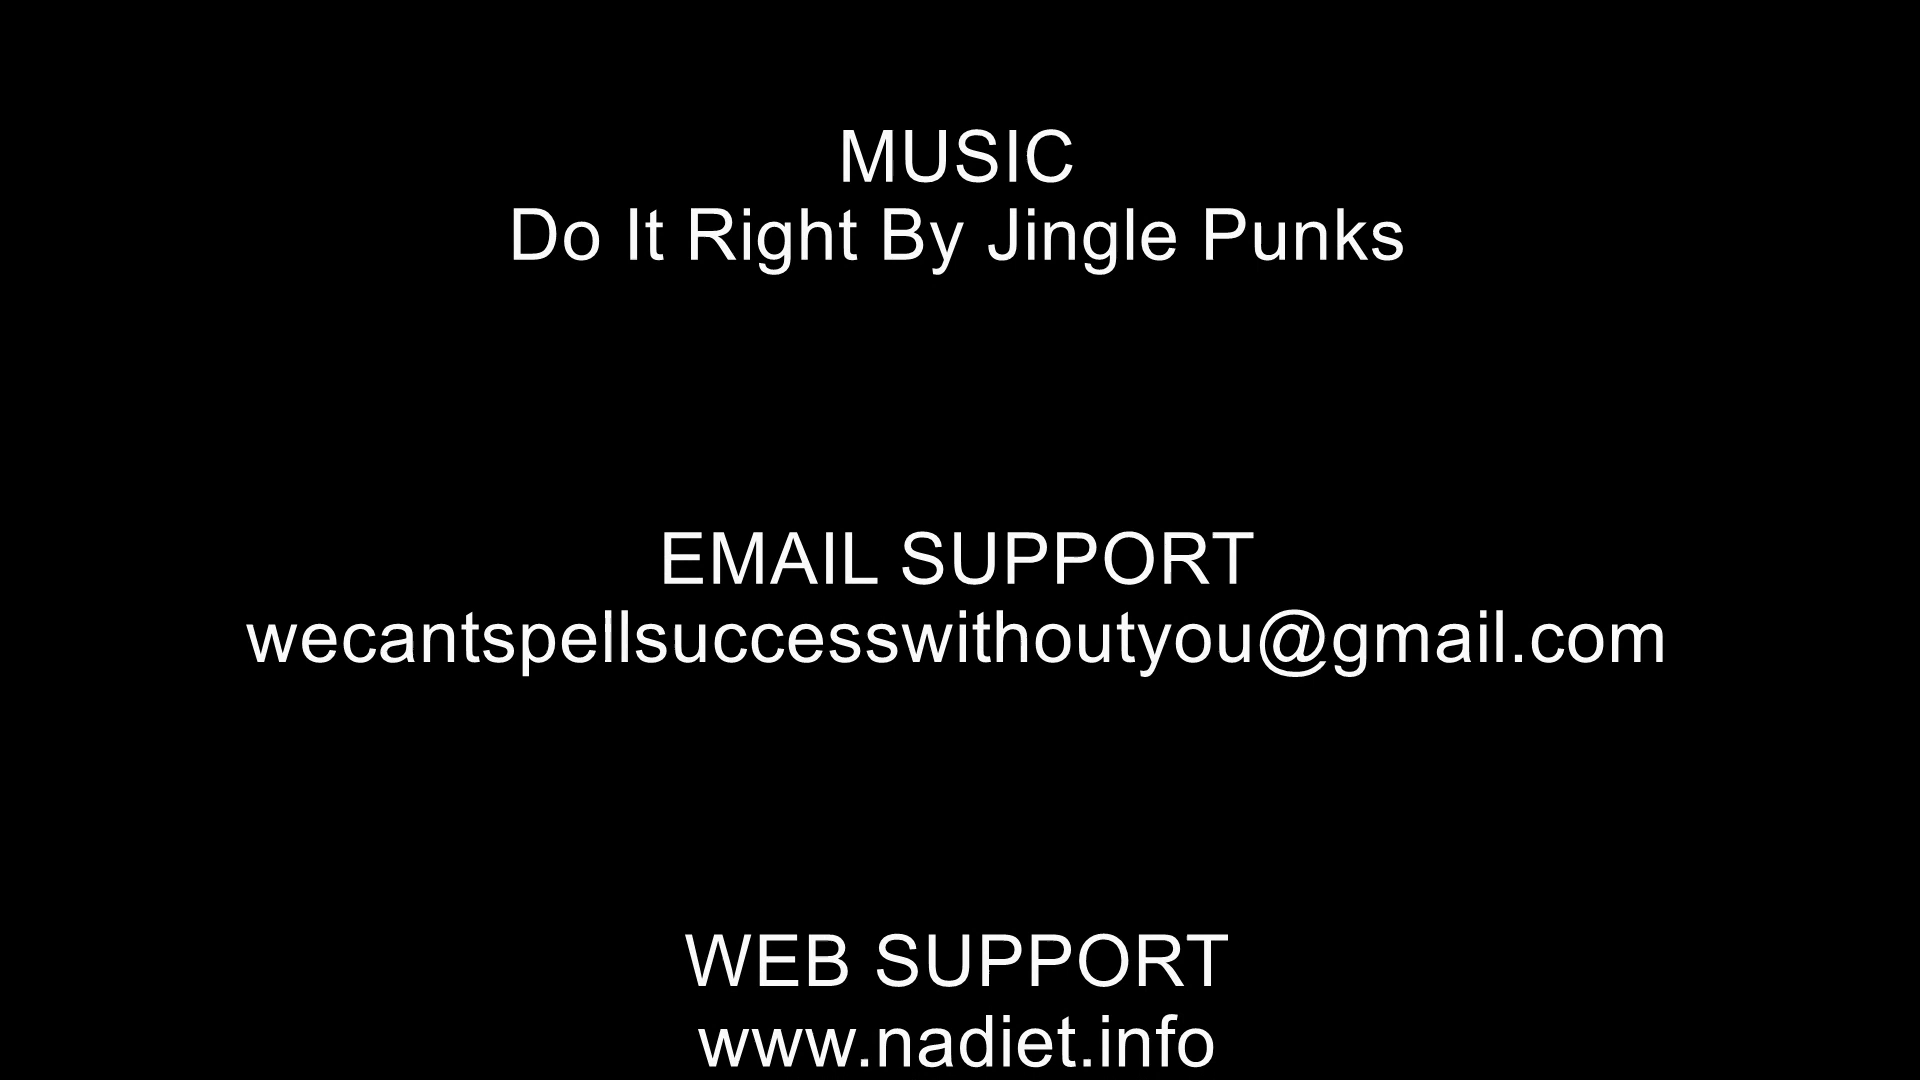 MUSIC
Do It Right By Jingle Punks
EMAIL SUPPORT
wecantspellsuccesswithoutyou@gmail.com
WEB SUPPORT
www.nadiet.info